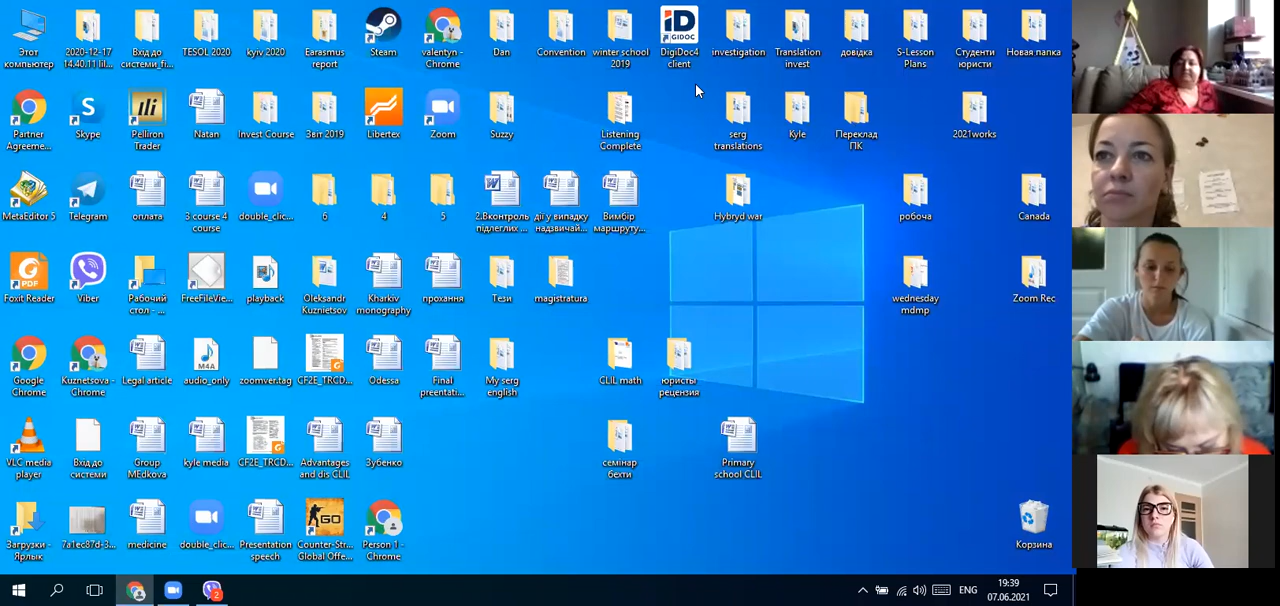 Этот
компьютер
2020-12-17
14.40.11 lil...
Вхід до
системи_fi...
TESOL 2020
kyiv 2020
Earasmus
report
Steam
valentyn -
Chrome
Dan
Convention
winter school
2019
iD
GIDOC
DigiDoc4
client
investigation
Translation
invest
довідка
S-Lesson
Plans
Студенти
юристи
Новая папка
Partner
Agreeme...
Skype
Pelliron
Trader
Natan
Invest Course
Звіт 2019
Libertex
Zoom
Suzzy
Listening
Complete
serg
translations
Kyle
Переклад
ПК
2021works
MetaEditor 5
Telegram
оплата
3 course 4
course
double_clic...
6
4
5
2.Вконтроль
підлеглих ...
дії у випадку
надзвичай...
Вимбір
маршруту...
Hybryd war
робоча
Canada
PDF
Foxit Reader
Viber
Рабочий
стол - ...
FreeFileVie...
playback
Oleksandr
Kuznietsov
Kharkiv
monography
прохання
Тези
magistratura
wednesday
mdmp
Zoom Rec
Google
Chrome
Kuznetsova -
Chrome
Legal article
M4A
audio_only
zoomver.tag
CF2E_TRCD...
Odessa
Final
preentati...
My serg
english
CLIL math
юристы
рецензия
VLC media
player
Вхід до
системи
Group
MEdkova
kyle media
CF2E_TRCD...
Advantages
and dis CLIL
Зубенко
семінар
бехти
Primary
school CLIL
Загрузки -
Ярлык
7a1ec87d-3...
medicine
double_clic...
Presentation
speech
GO
Counter-Str...
Global Offe...
Person 1 -
Chrome
Корзина
2
ENG
19:39
07.06.2021